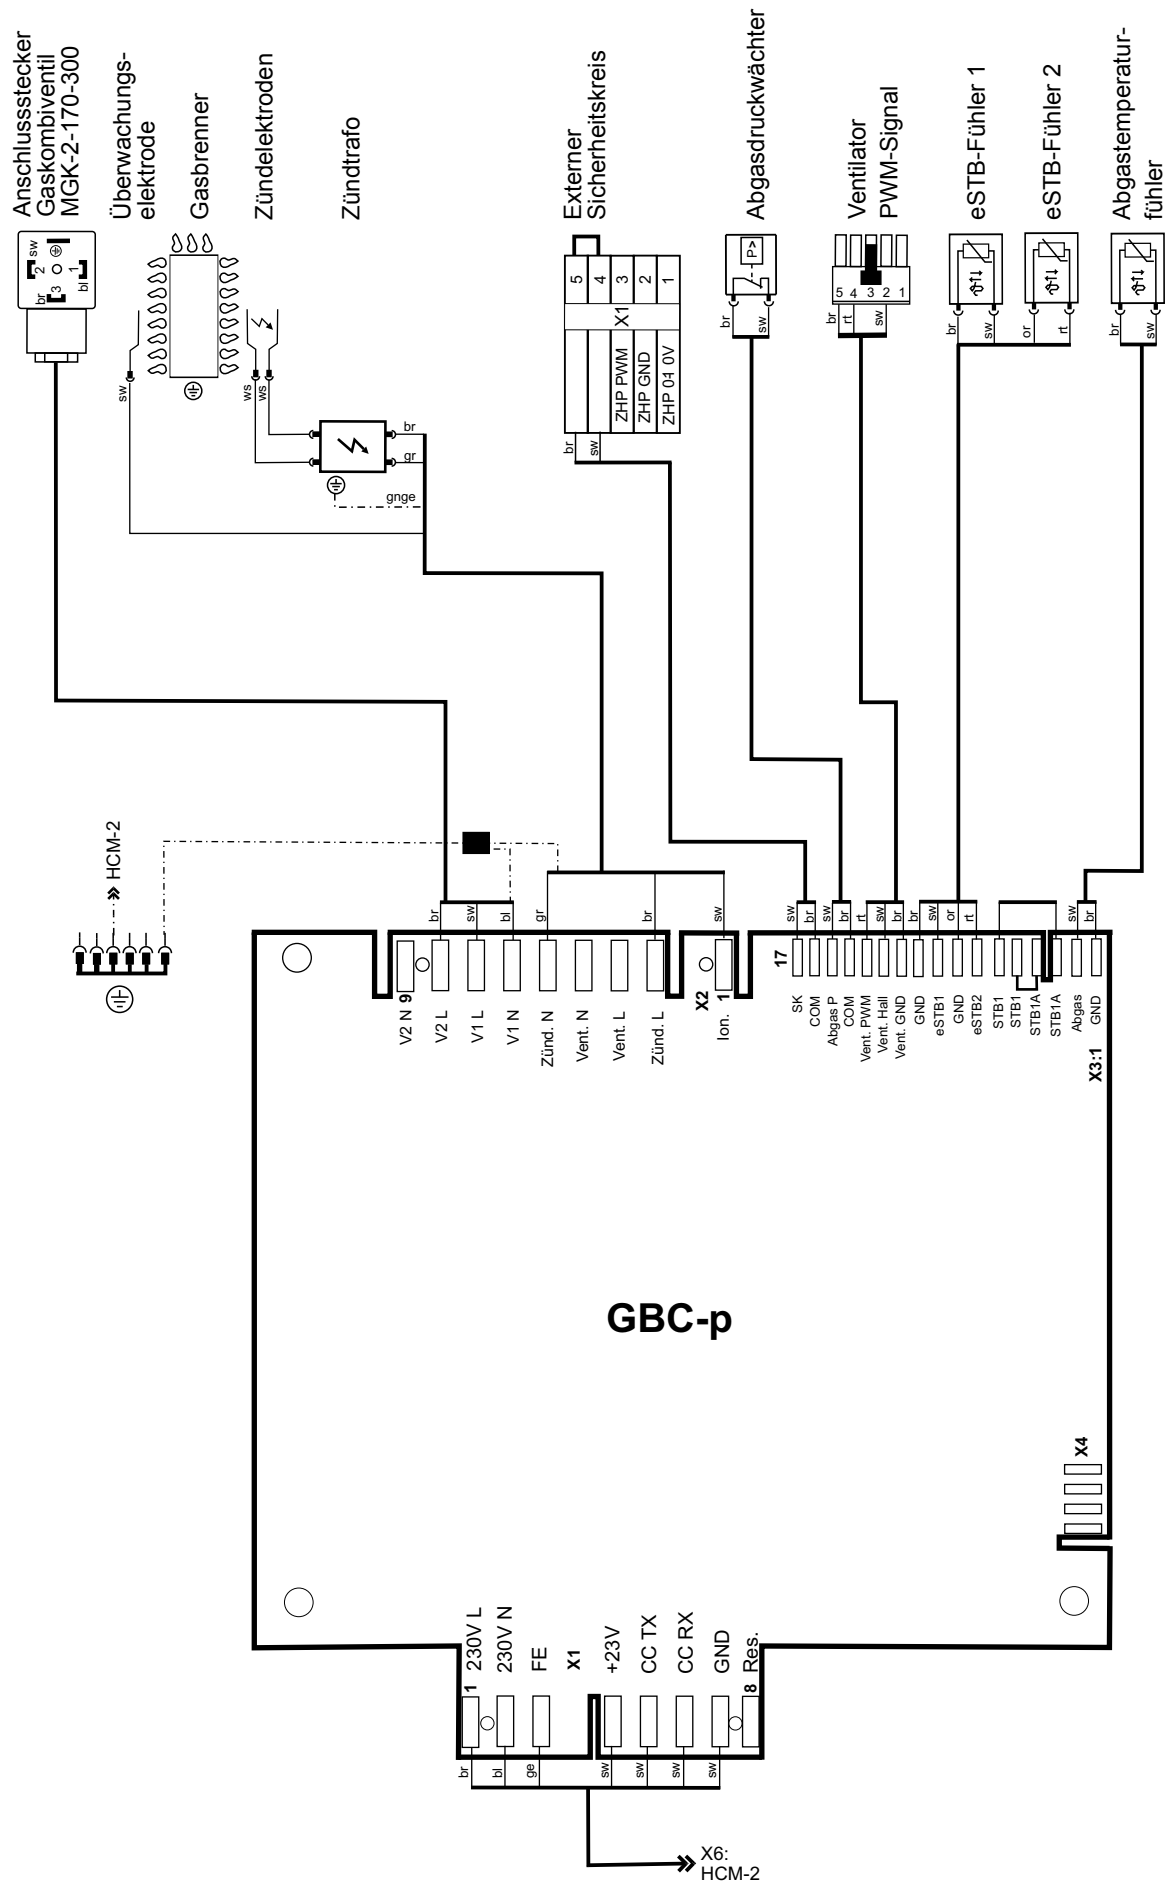 Anschlussstecker
Gaskombiventil
MGK-2-170-300
Überwachungs-
elektrode
Gasbrenner
Zündelektroden
Zündtrafo
Externer
Sicherheitskreis
Abgasdruckwächter
Ventilator
PWM-Signal
eSTB-Fühler 1
eSTB-Fühler 2
Abgastemperatur-
fühler
sw
2
1
3
br
bl
sw
ws
ws
br
gr
gnge
5
4
3
2
1
X1
ZHP PWM
ZHP GND
ZHP 01 0V
br
sw
P>
br
sw
5
4
3
2
1
br
rt
sw
br
sw
or
rt
br
sw
HCM-2
br
sw
bl
gr
br
sw
sw
br
sw
br
rt
sw
br
br
sw
or
rt
sw
br
V2 N 9
V2 L
V1 L
V1 N
Zünd. N
Vent. N
Vent. L
Zünd. L
X2
Ion. 1
17
SK
COM
Abgas P
COM
Vent. PWM
Vent. Hall
Vent. GND
GND
eSTB1
GND
eSTB2
STB1
STB1
STB1A
STB1A
Abgas
GND
X3:1
GBC-p
X4
1 230V L
230V N
FE
X1
+23V
CC TX
CC RX
GND
8 Res.
br
bl
ge
sw
sw
sw
sw
X6:
HCM-2